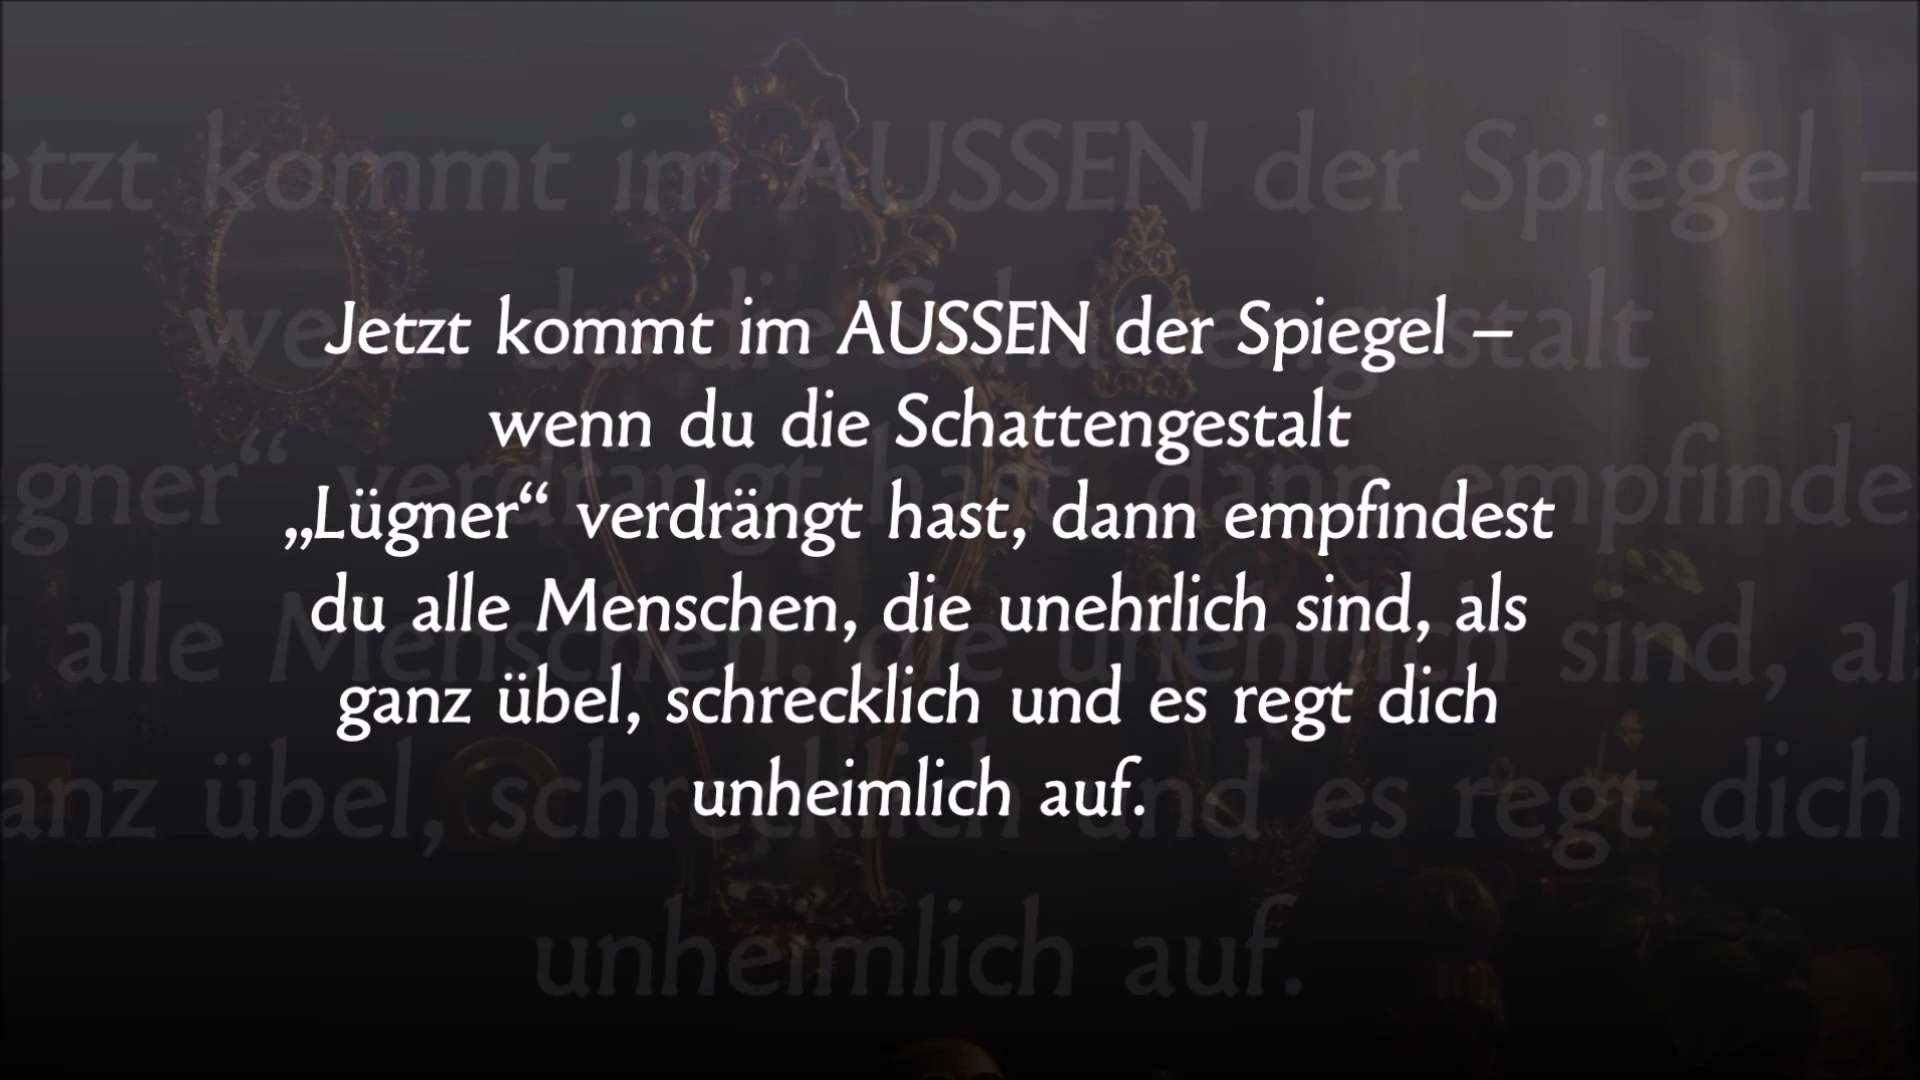 Jetzt kommt im AUSSEN der Spiegel –
wenn du die Schattengestalt
„Lügner“ verdrängt hast, dann empfindest
du alle Menschen, die unehrlich sind, als
ganz übel, schrecklich und es regt dich
unheimlich auf.